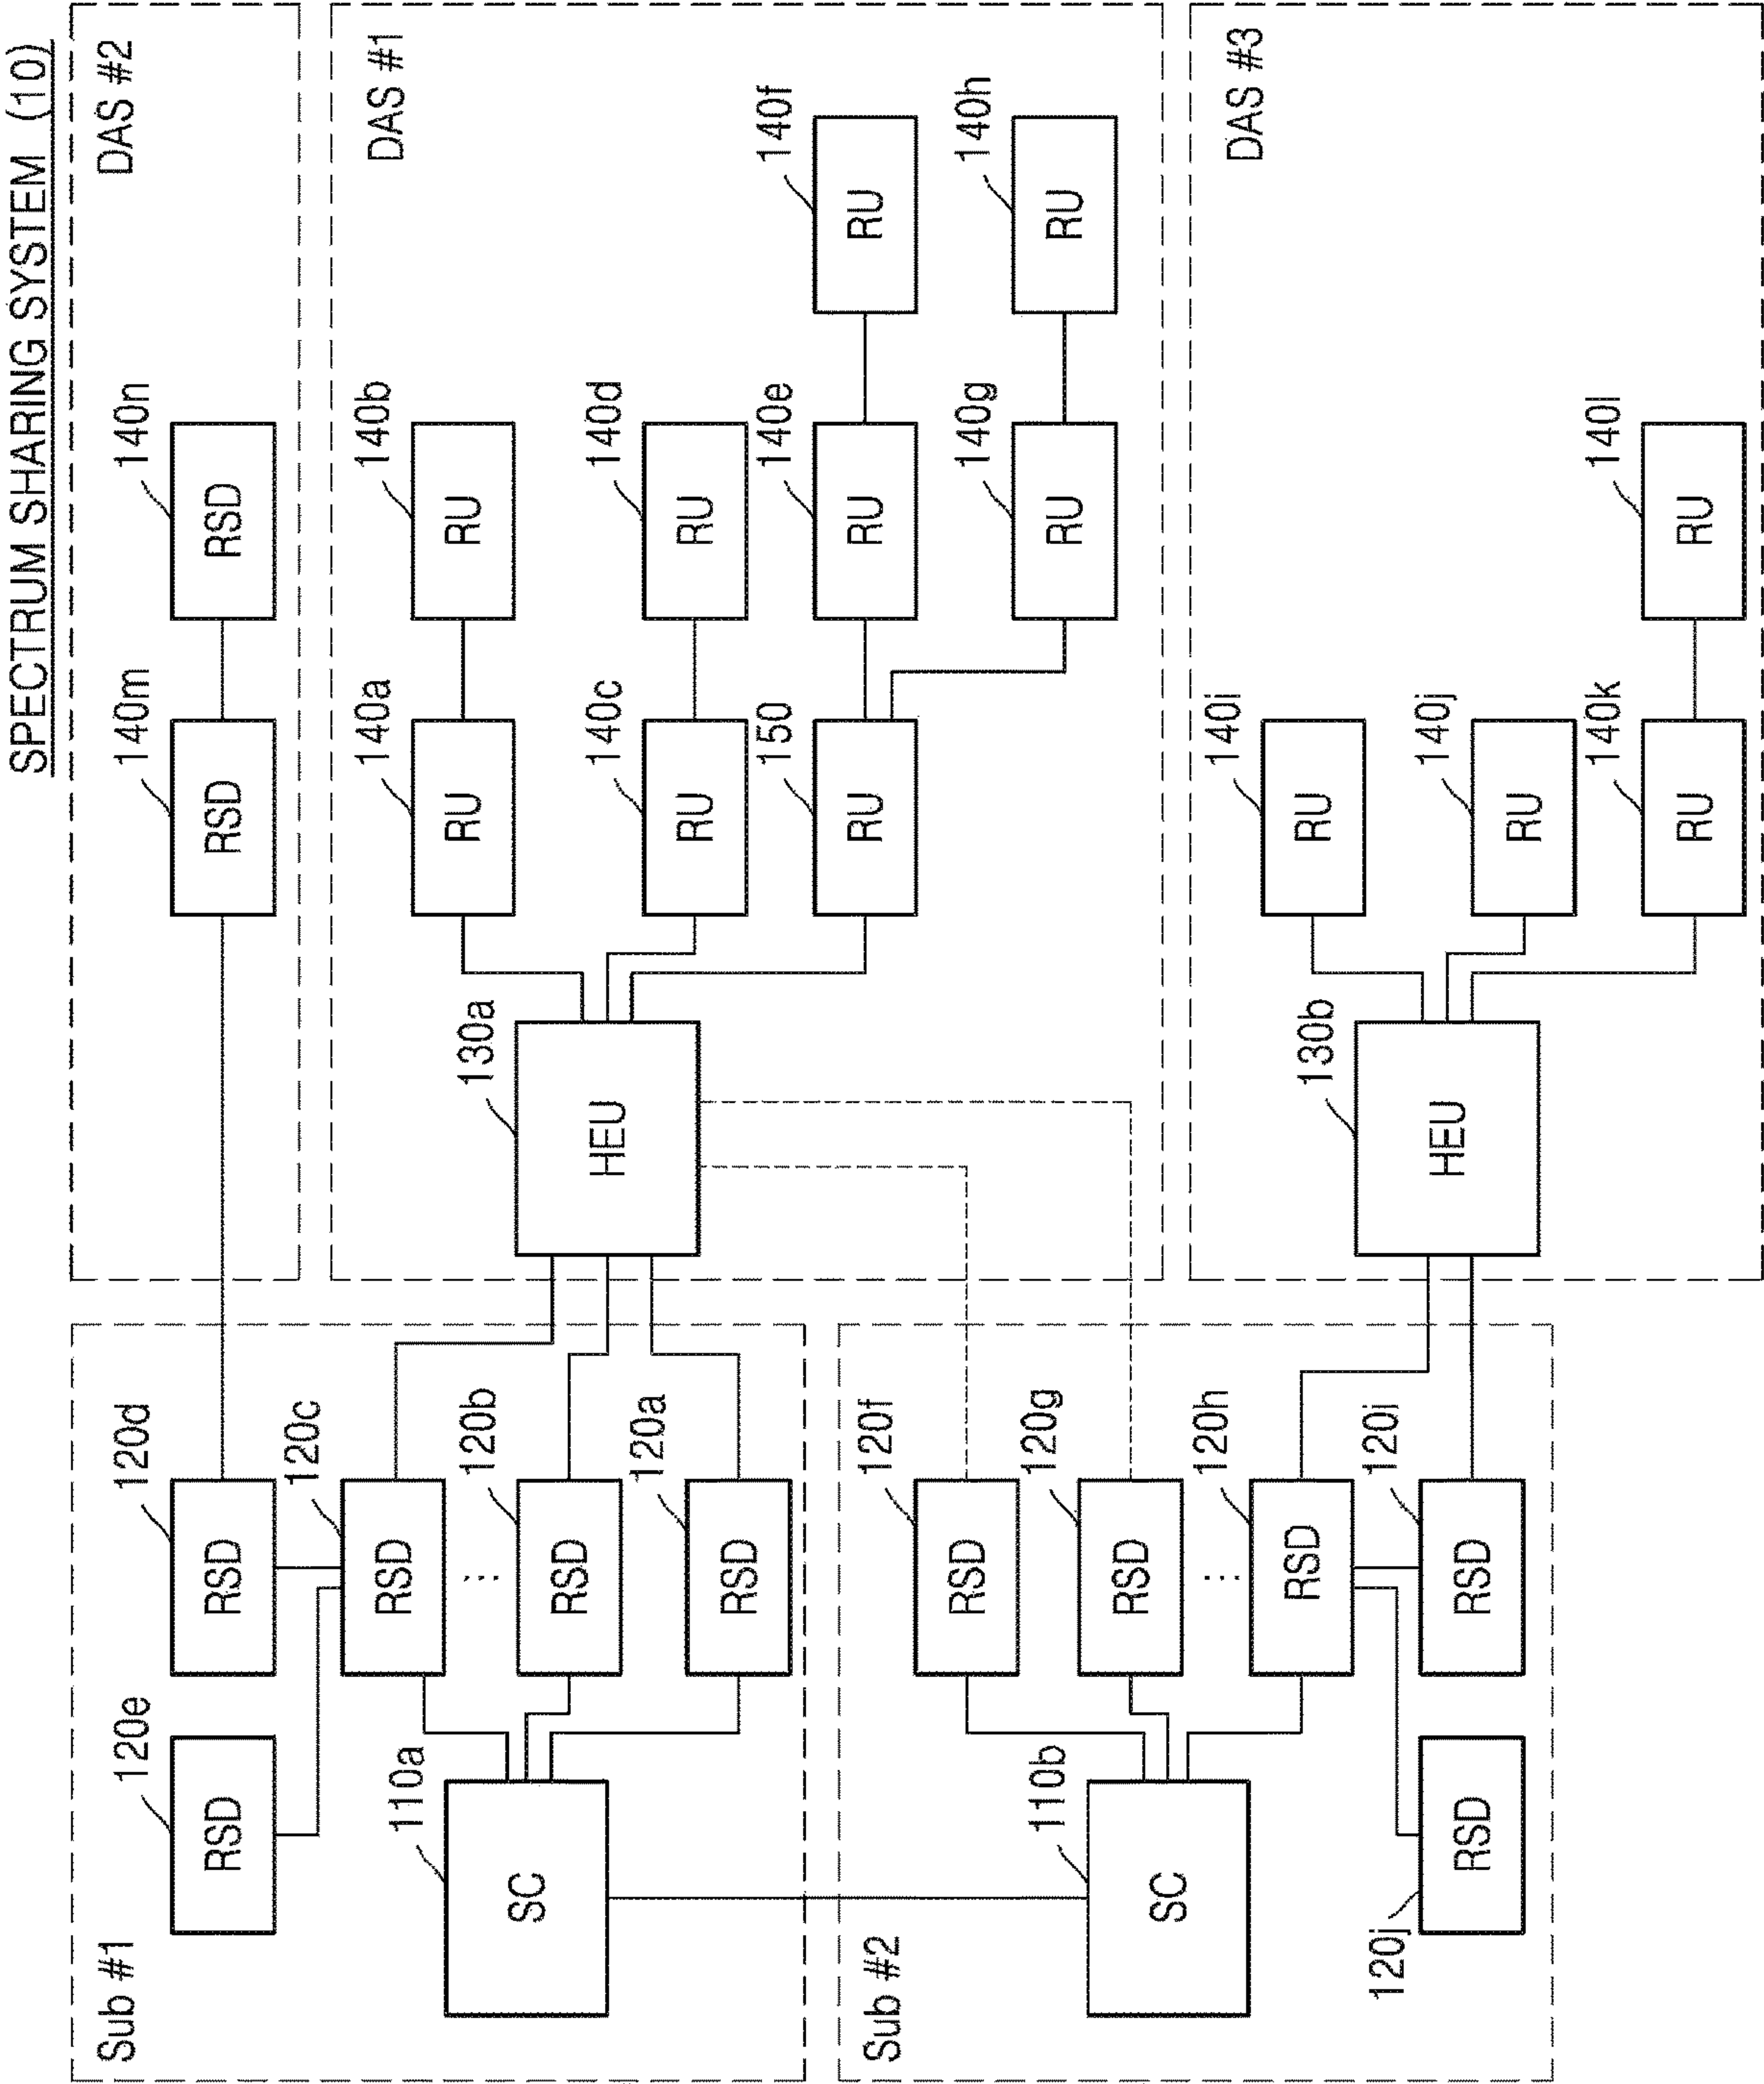 SPECTRUM SHARING SYSTEM (10)
Sub #1
120e
RSD
120d
RSD
120c
RSD
...
120b
RSD
120a
RSD
110a
SC
DAS #2
140m
RSD
140n
RSD
DAS #1
130a
HEU
140a
RU
140b
RU
140c
RU
140d
RU
150
RU
140e
RU
140f
RU
140g
RU
140h
RU
Sub #2
110b
SC
120f
RSD
120g
RSD
...
120h
RSD
120i
RSD
120j
RSD
DAS #3
130b
HEU
140i
RU
140j
RU
140k
RU
140l
RU